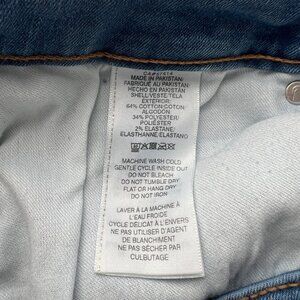 MADE IN PAKISTAN
FABRIQUÉ AU PAKISTAN
HECHO EN PAKISTAN
SHELL/VESTE/TELA
EXTERIOR:
64% COTTON/COTON/
ALGODON
34% POLYESTER/
POLIÉSTER
2% ELASTANE/
ELASTHANNE/ELASTANO
MACHINE WASH COLD
GENTLE CYCLE INSIDE OUT
DO NOT BLEACH
DO NOT TUMBLE DRY
FLAT OR HANG DRY
DO NOT IRON
LAVER À LA MACHINE À
L'EAU FROIDE
CYCLE DÉLICAT À L'ENVERS
NE PAS UTILISER D'AGENT
DE BLANCHIMENT
NE PAS SÉCHER PAR
CULBUTAGE